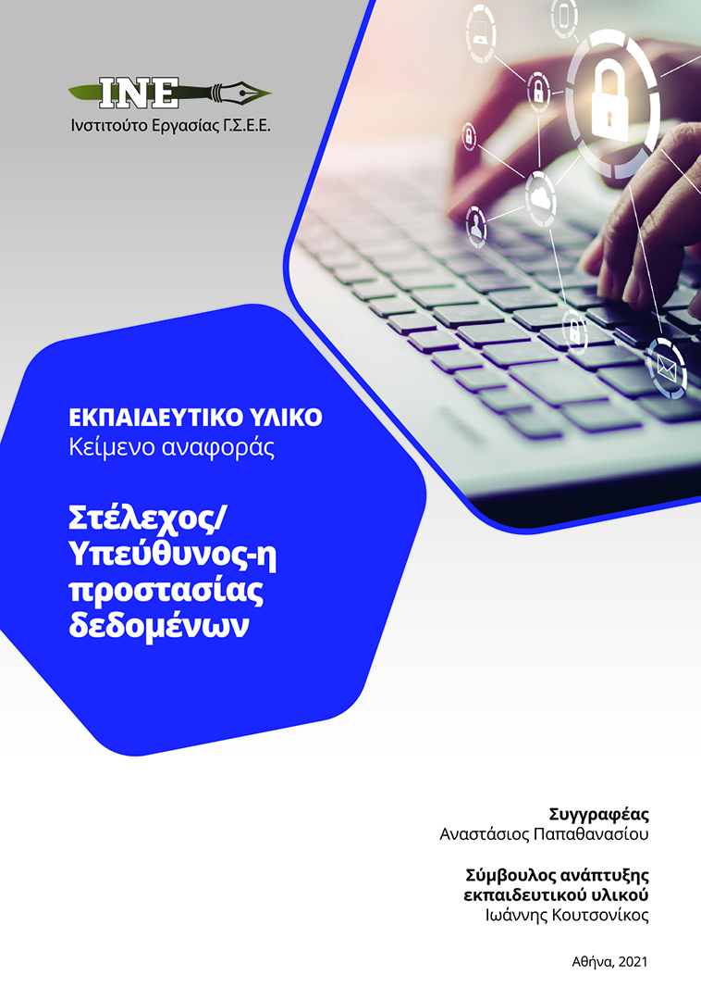 INE
Ινστιτούτο Εργασίας Γ.Σ.Ε.Ε.
ΕΚΠΑΙΔΕΥΤΙΚΟ ΥΛΙΚΟ
Κείμενο αναφοράς
Στέλεχος/
Υπεύθυνος-η
προστασίας
δεδομένων
Συγγραφέας
Αναστάσιος Παπαθανασίου
Σύμβουλος ανάπτυξης
εκπαιδευτικού υλικού
Ιωάννης Κουτσονίκος
Αθήνα, 2021